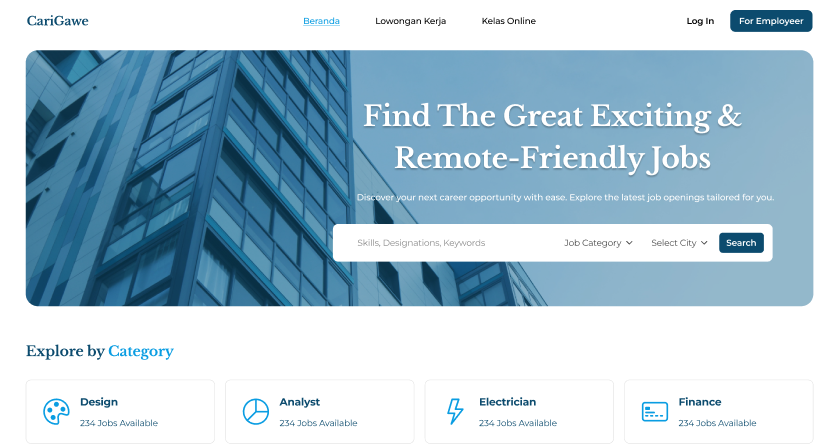 CariGawe
Beranda
Lowongan Kerja
Kelas Online
Log In
For Employeer
Find The Great Exciting &
Remote-Friendly Jobs
Discover your next career opportunity with ease. Explore the latest job openings tailored for you.
Skills, Designations, Keywords
Job Category
Select City
Search
Explore by Category
Design
234 Jobs Available
Analyst
234 Jobs Available
Electrician
234 Jobs Available
Finance
234 Jobs Available